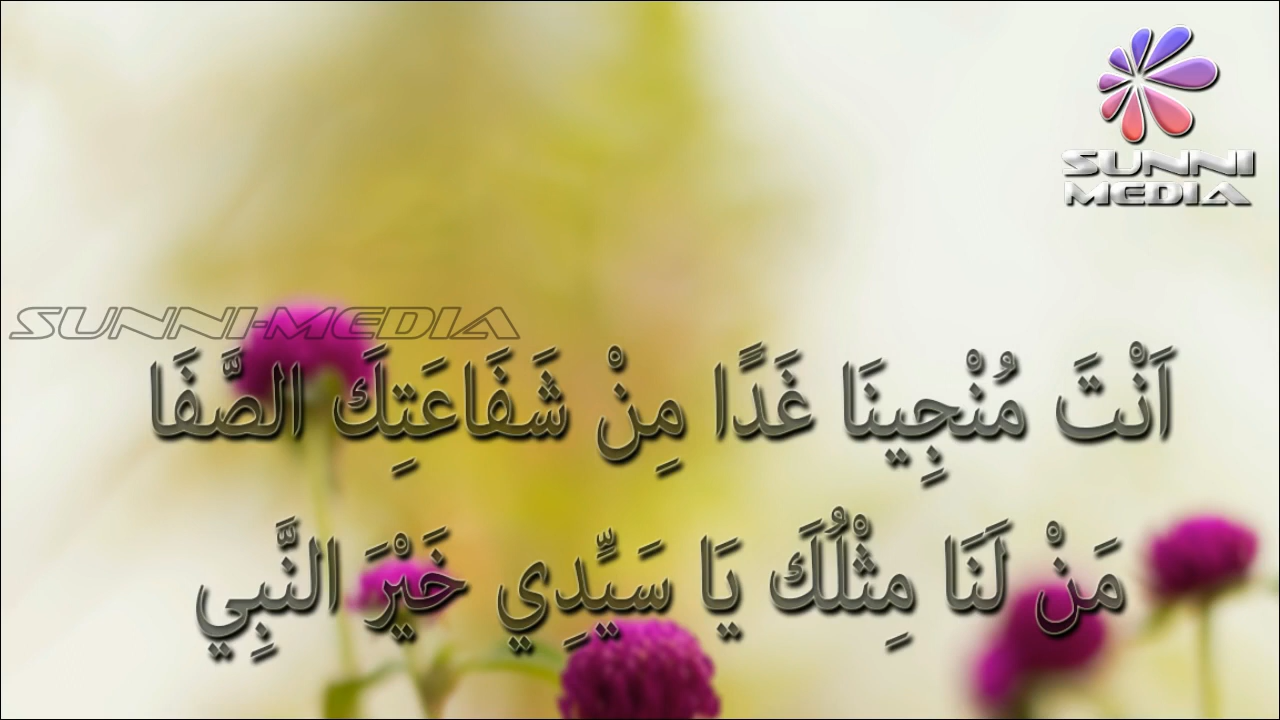 SUNNI
MEDIA
SUNNI-MEDIA
اَنْتَ مُنْجِينَا غَدًا مِنْ شَفَاعَتِكَ الصَّفَا
مَنْ لَنَا مِثْلُكَ يَا سَيِّدِي خَيْرَ النَّبِي